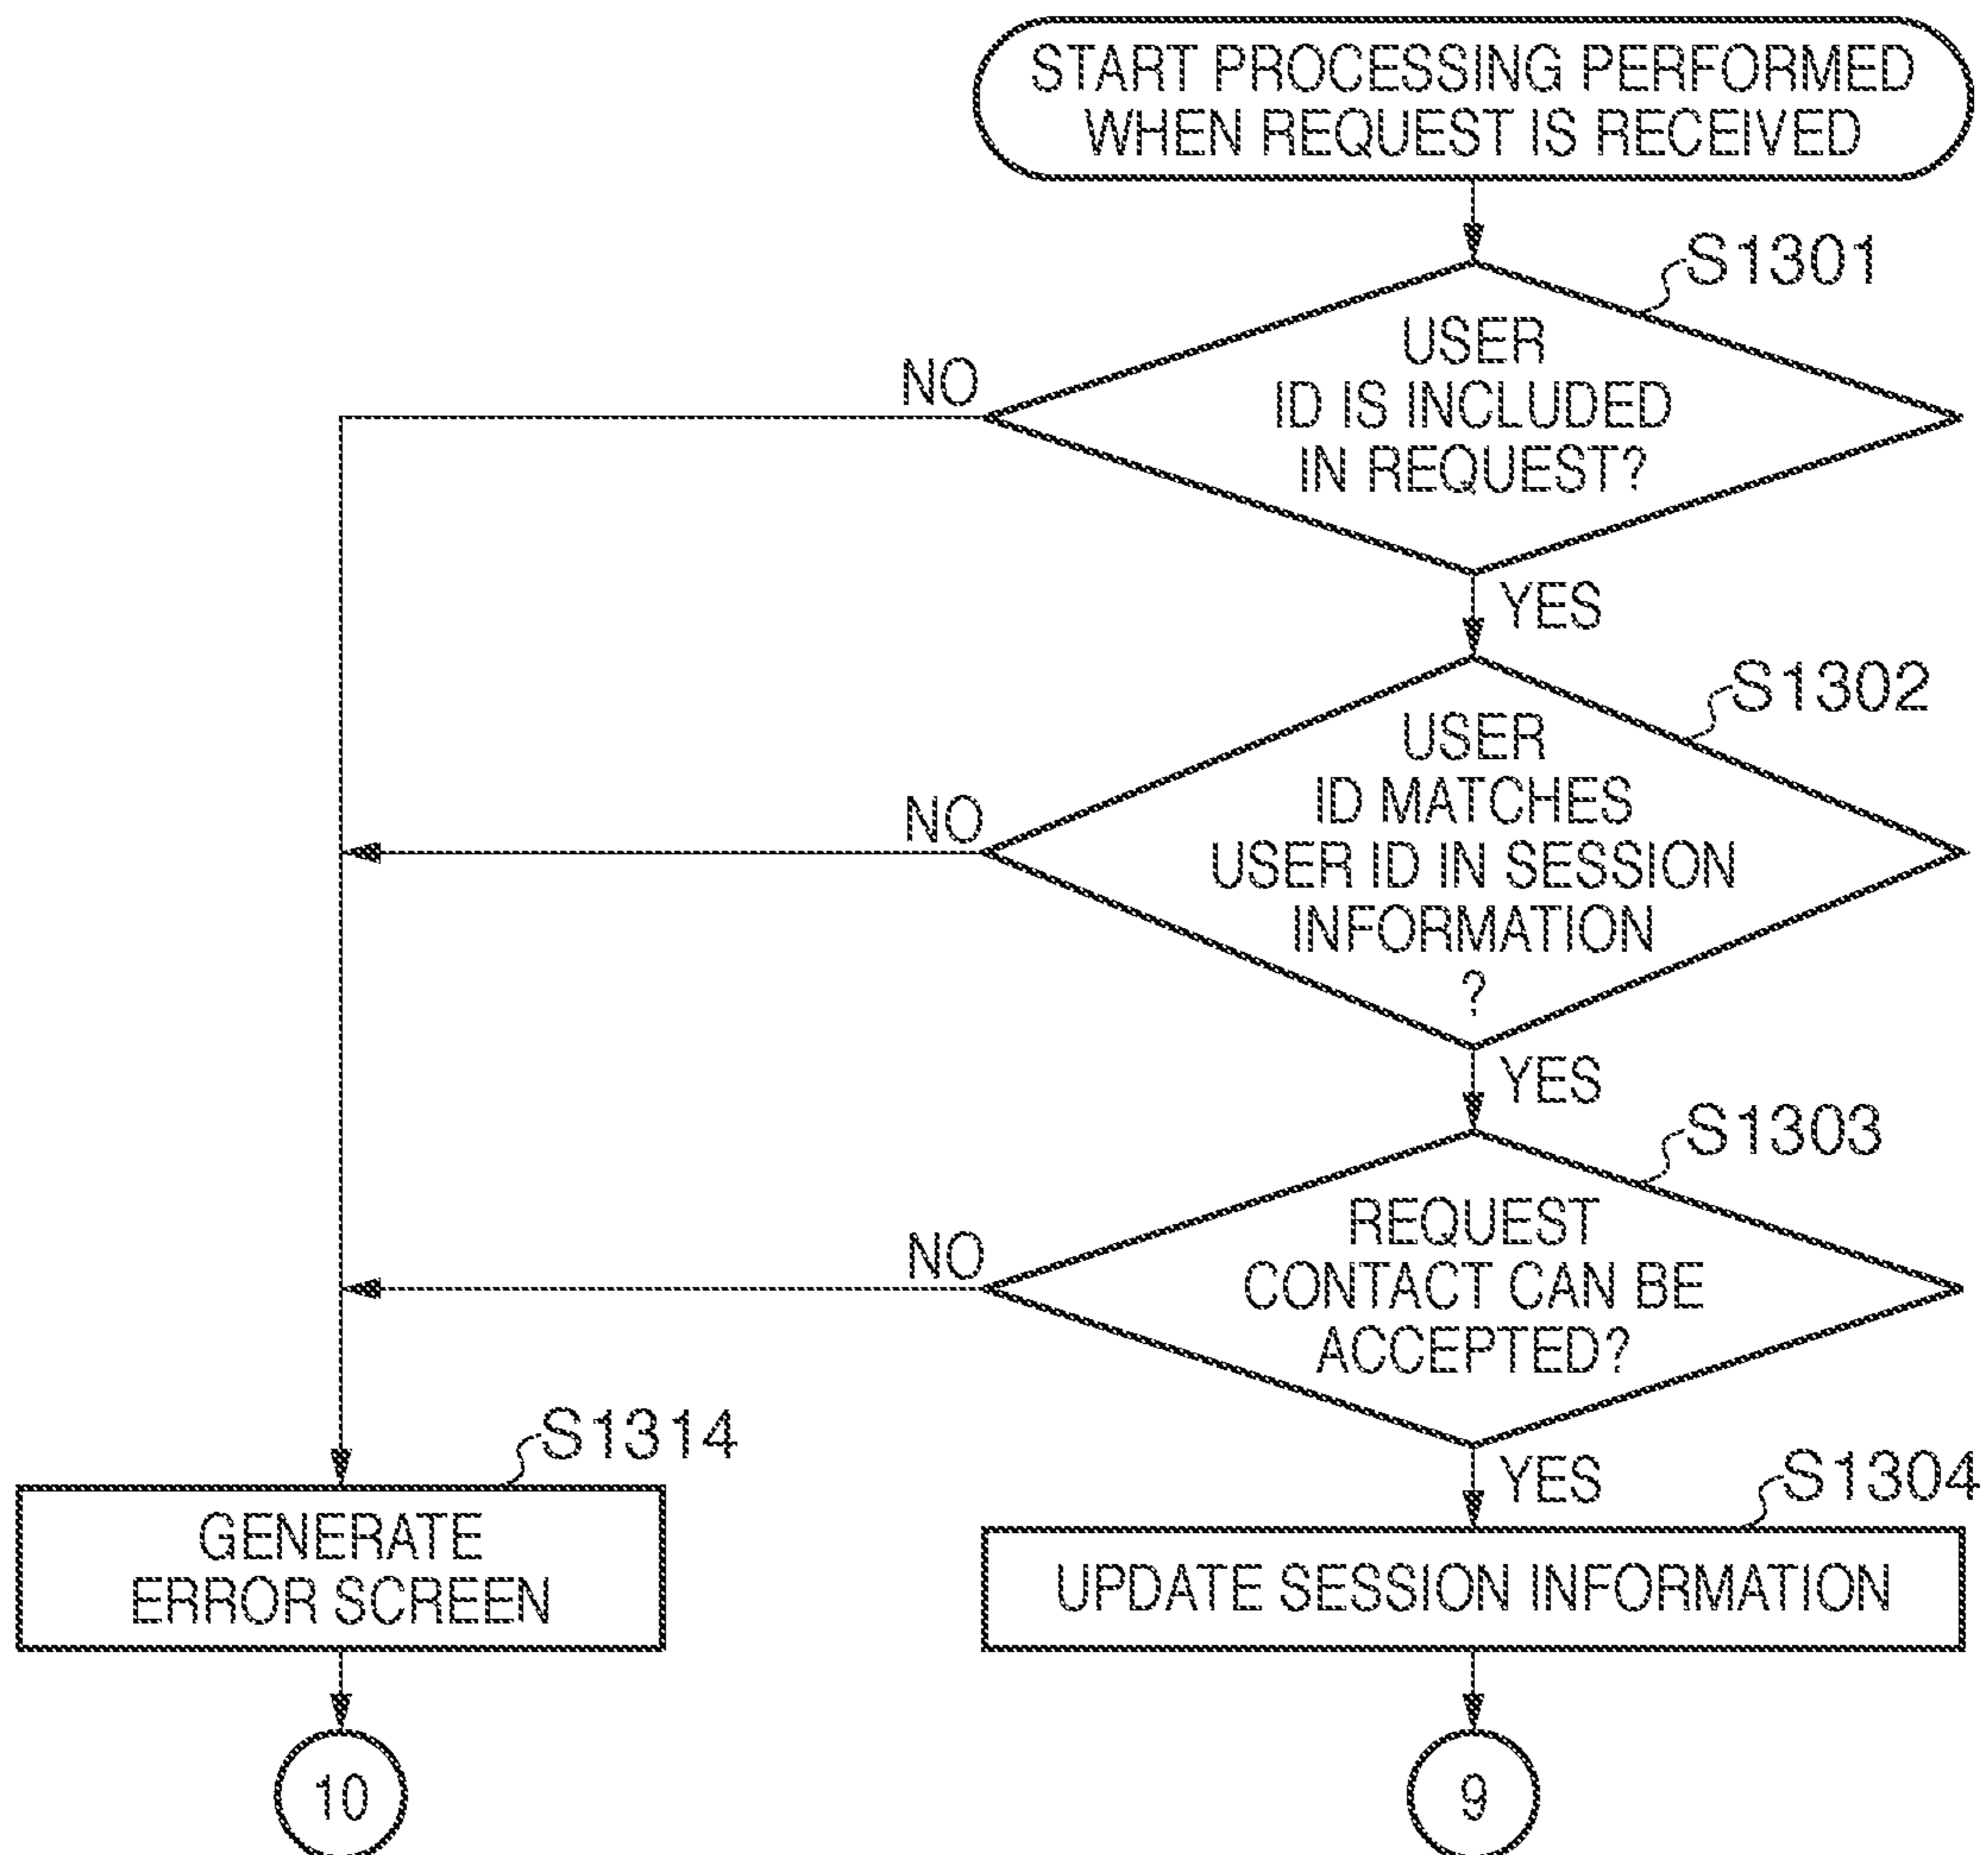 START PROCESSING PERFORMED
WHEN REQUEST IS RECEIVED
S1301
USER
ID IS INCLUDED
IN REQUEST?
NO
YES
S1302
USER
ID MATCHES
USER ID IN SESSION
INFORMATION
?
NO
YES
S1303
REQUEST
CONTACT CAN BE
ACCEPTED?
NO
YES
S1314
GENERATE
ERROR SCREEN
S1304
UPDATE SESSION INFORMATION
10
9